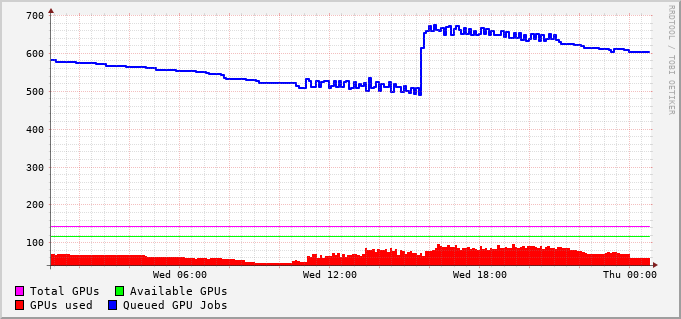 700
600
500
400
300
200
100
Wed 06:00
Wed 12:00
Wed 18:00
Thu 00:00
Total GPUs
Available GPUs
GPUs used
Queued GPU Jobs
RRDTOOL / TOBI OETIKER